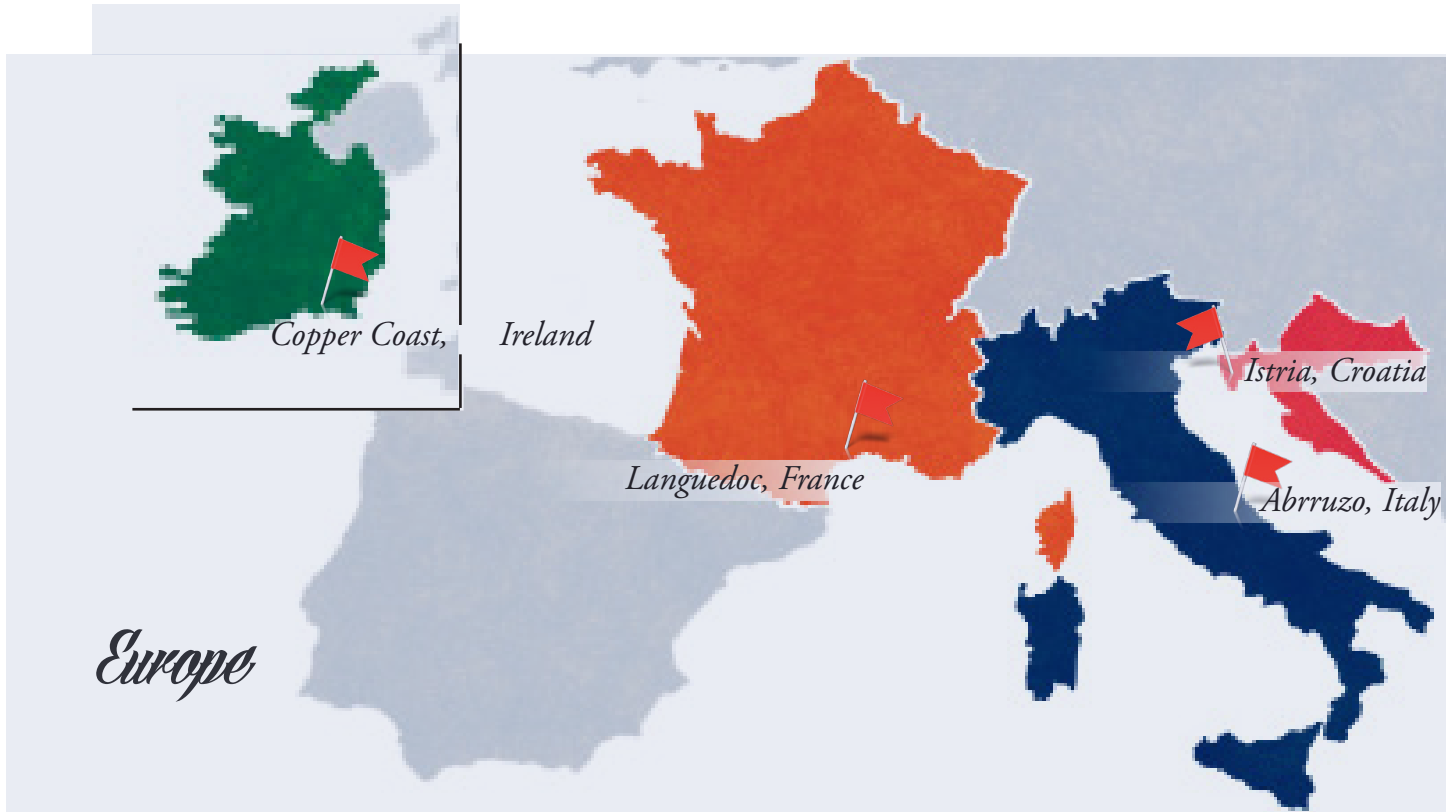 Copper Coast, Ireland
Istria, Croatia
Languedoc, France
Abrruzo, Italy
Europe